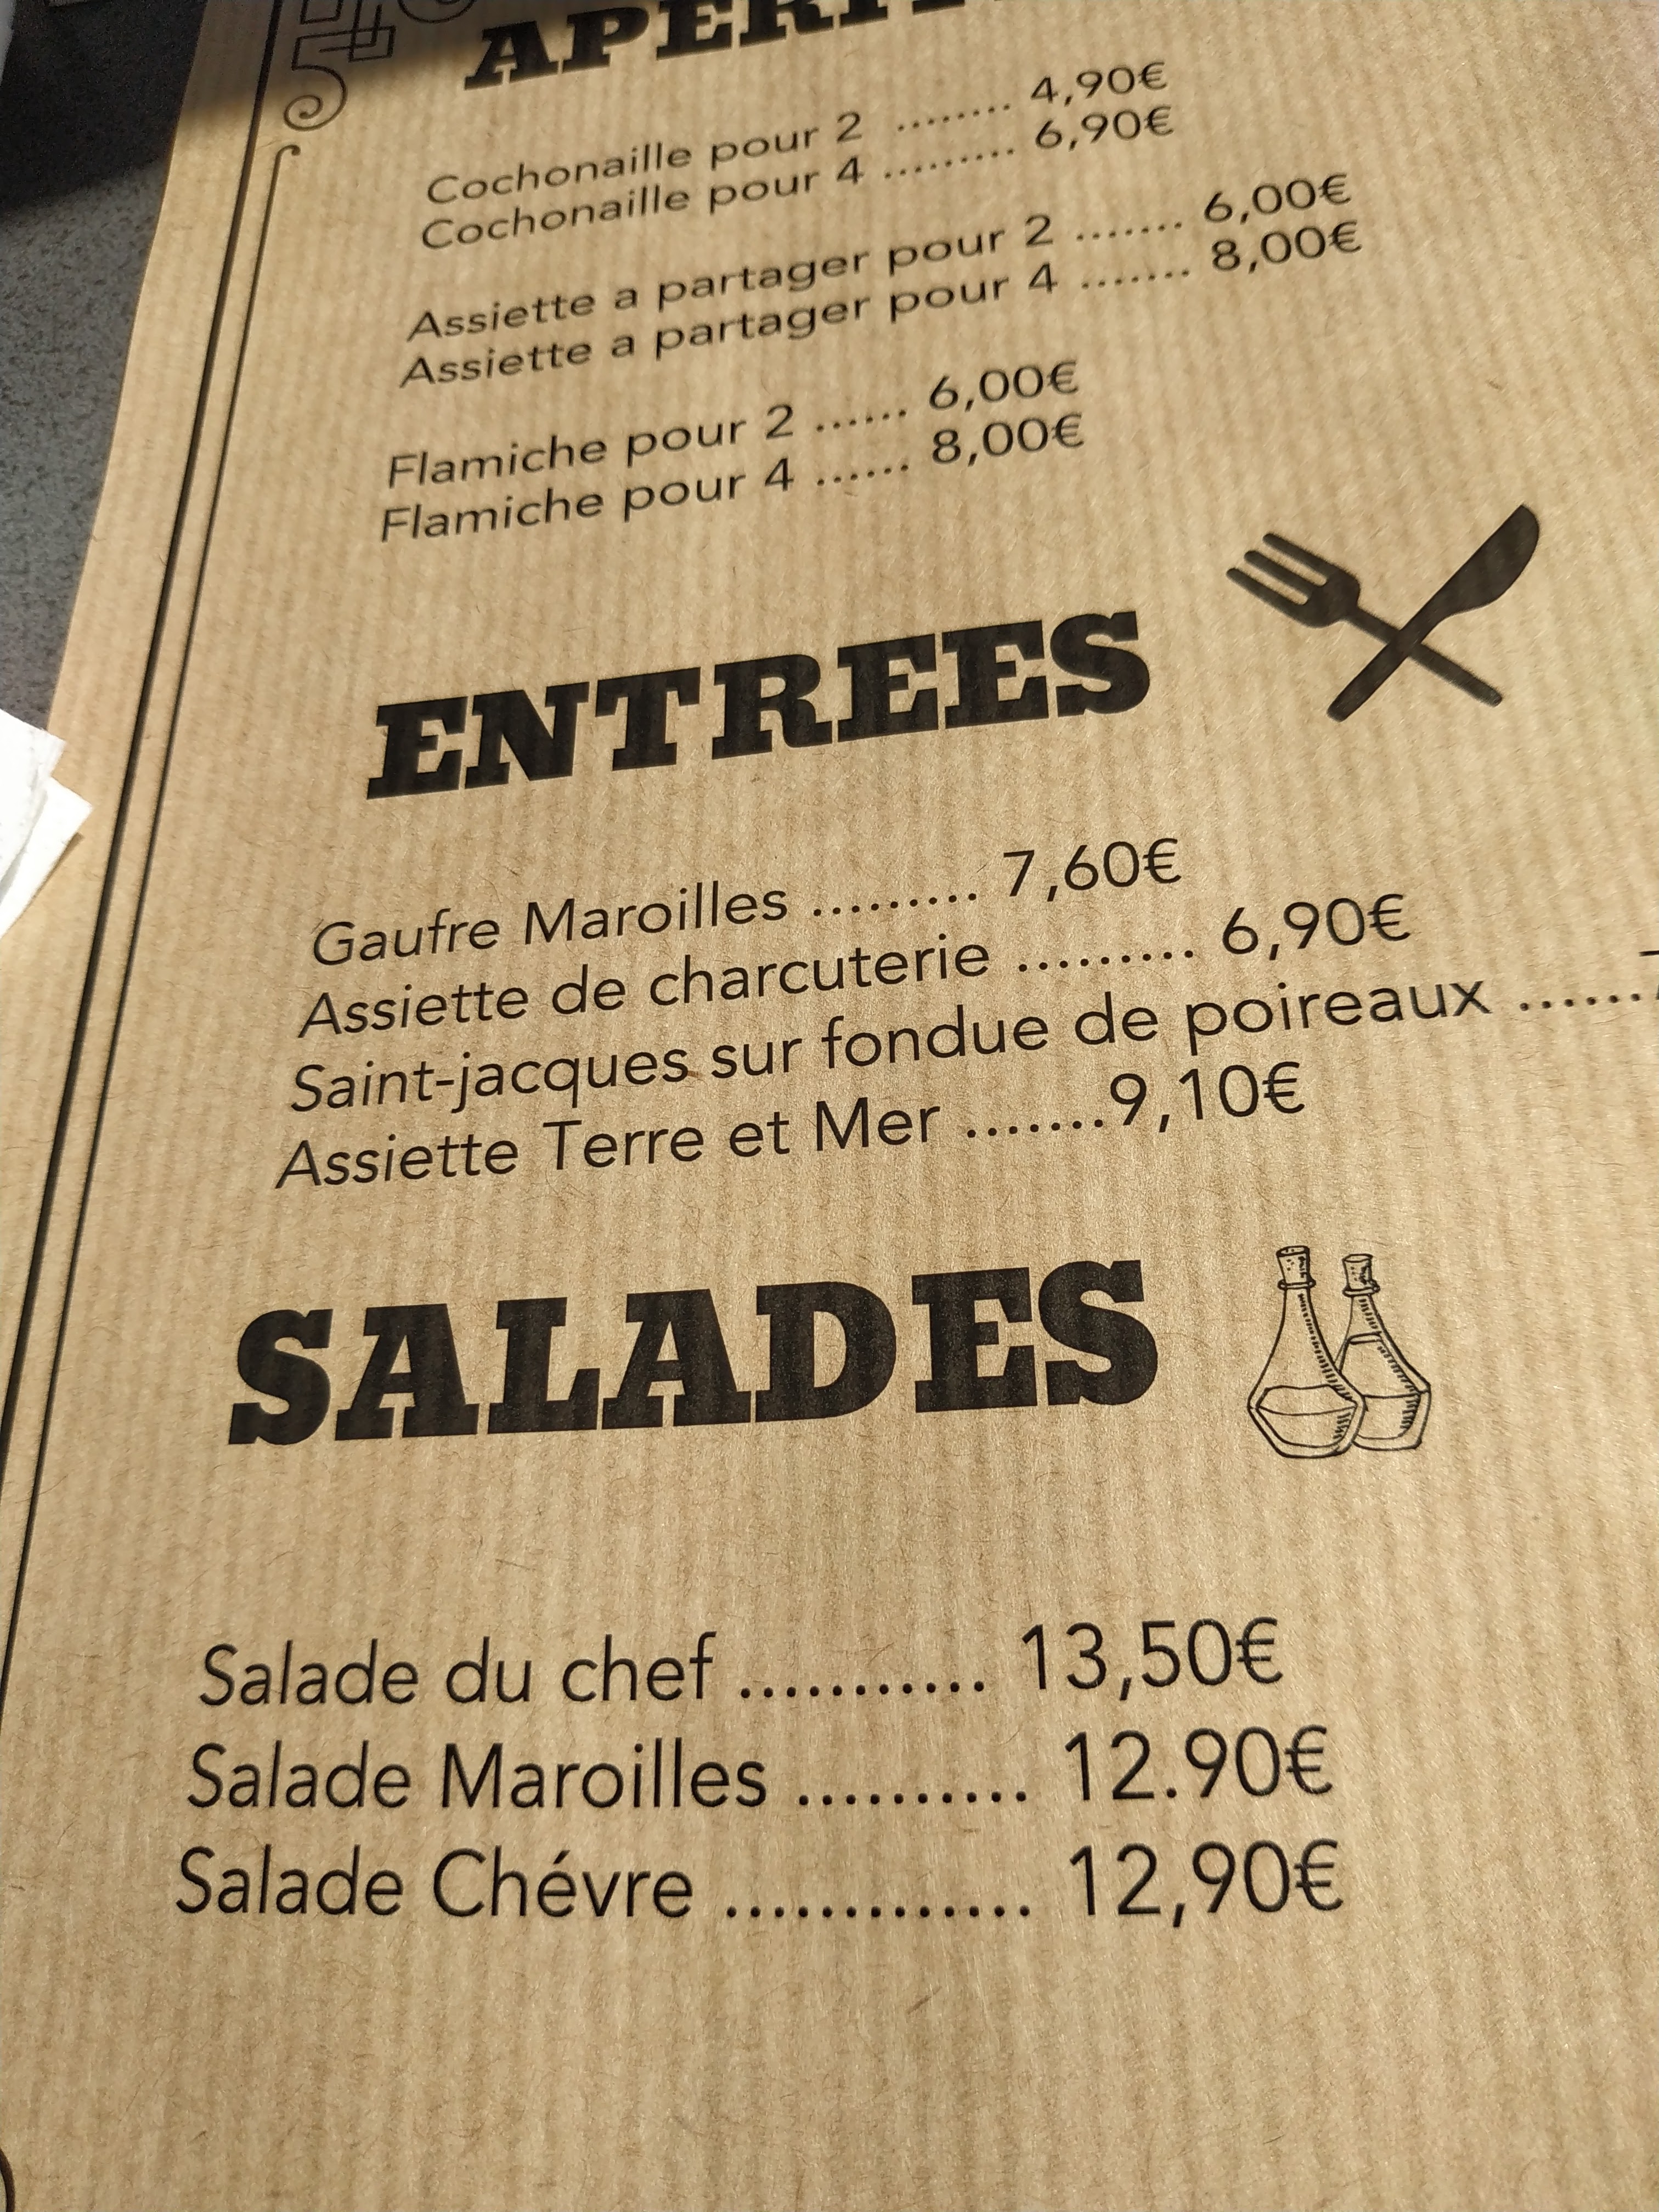 APERI
Cochonaille pour 2 ........ 4,90€
Cochonaille pour 4 ......... 6,90€
Assiette a partager pour 2 ....... 6,00€
Assiette a partager pour 4 ....... 8,00€
Flamiche pour 2 ...... 6,00€
Flamiche pour 4 ...... 8,00€
ENTREES
Gaufre Maroilles ......... 7,60€
Assiette de charcuterie ......... 6,90€
Saint-jacques sur fondue de poireaux ......
Assiette Terre et Mer .......9,10€
SALADES
Salade du chef ........... 13,50€
Salade Maroilles .......... 12.90€
Salade Chévre ............. 12,90€